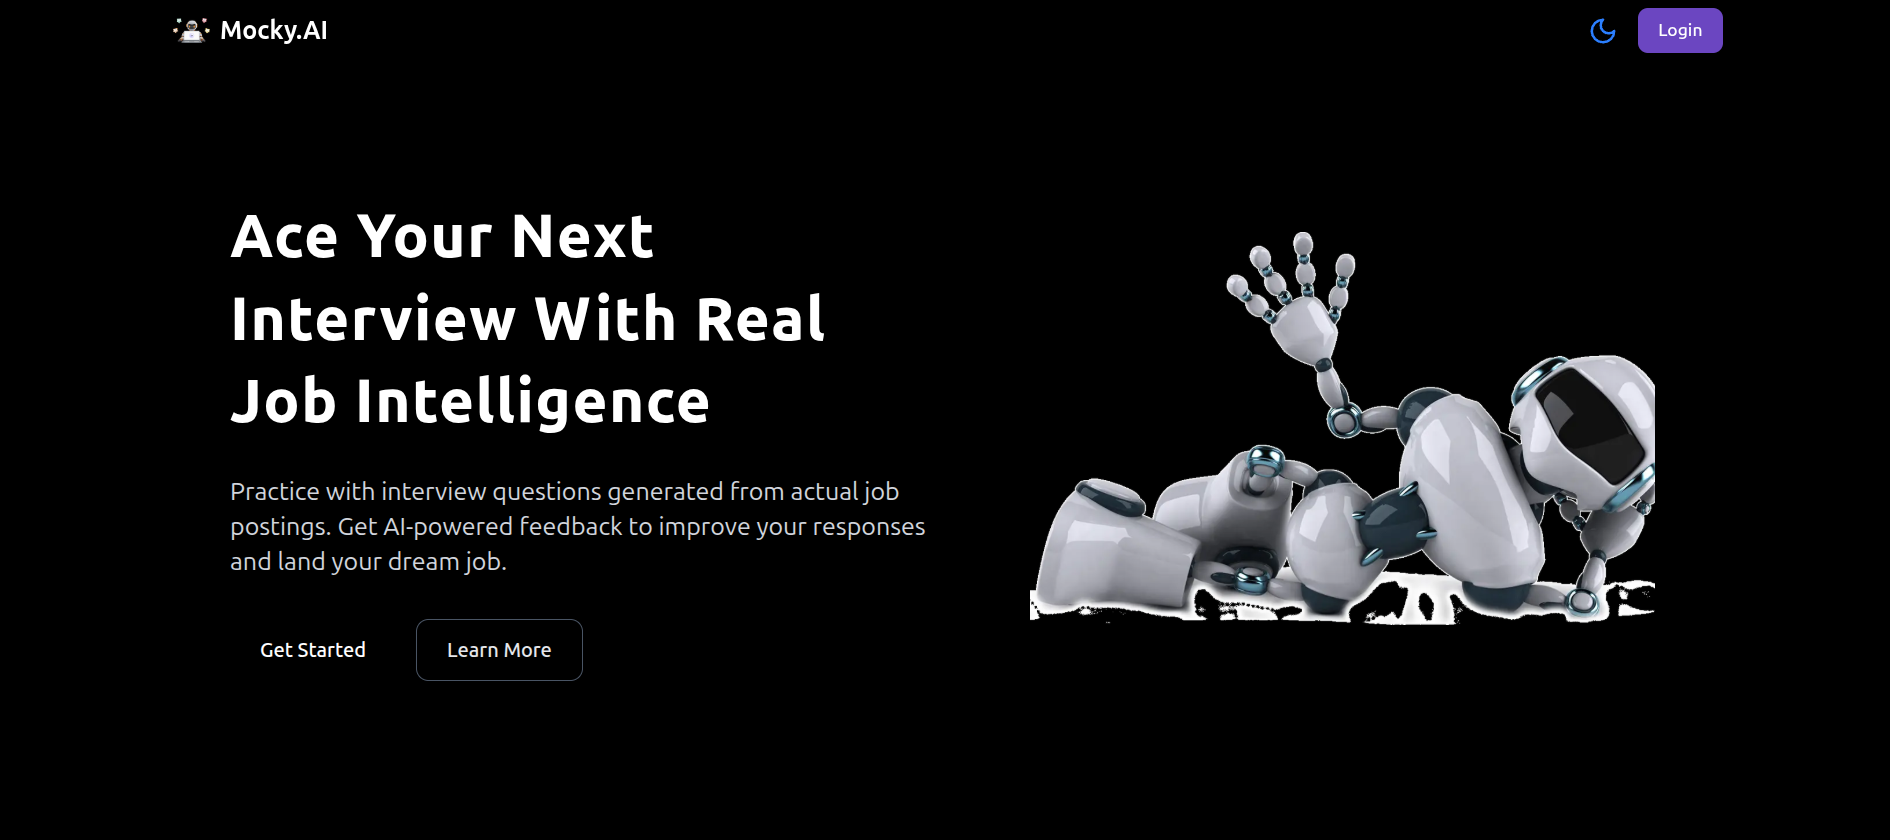 Mocky.AI
Login
Ace Your Next
Interview With Real
Job Intelligence
Practice with interview questions generated from actual job
postings. Get AI-powered feedback to improve your responses
and land your dream job.
Get Started
Learn More